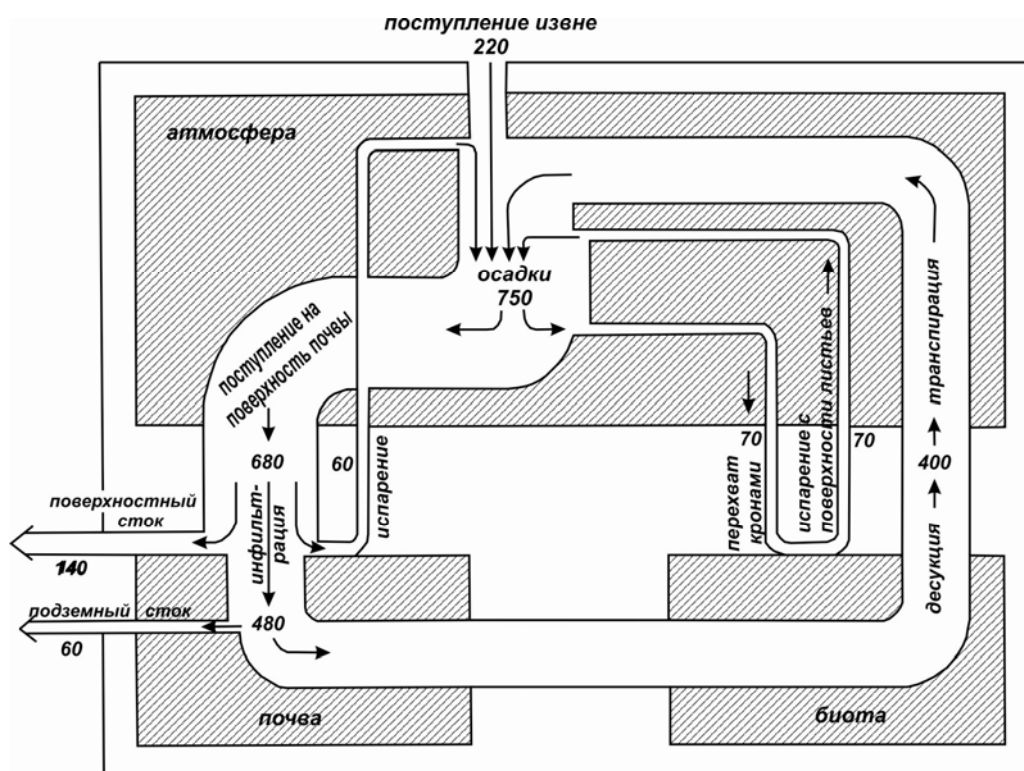 поступление извне
220
атмосфера
осадки
750
поступление на
поверхность почвы
680
60
испарение
70
перехват
кронами
испарение с
поверхности листьев
70
транспирация
400
десукция
поверхностный
сток
140
инфильт-
рация
подземный сток
60
480
почва
биота